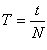 T = t/N